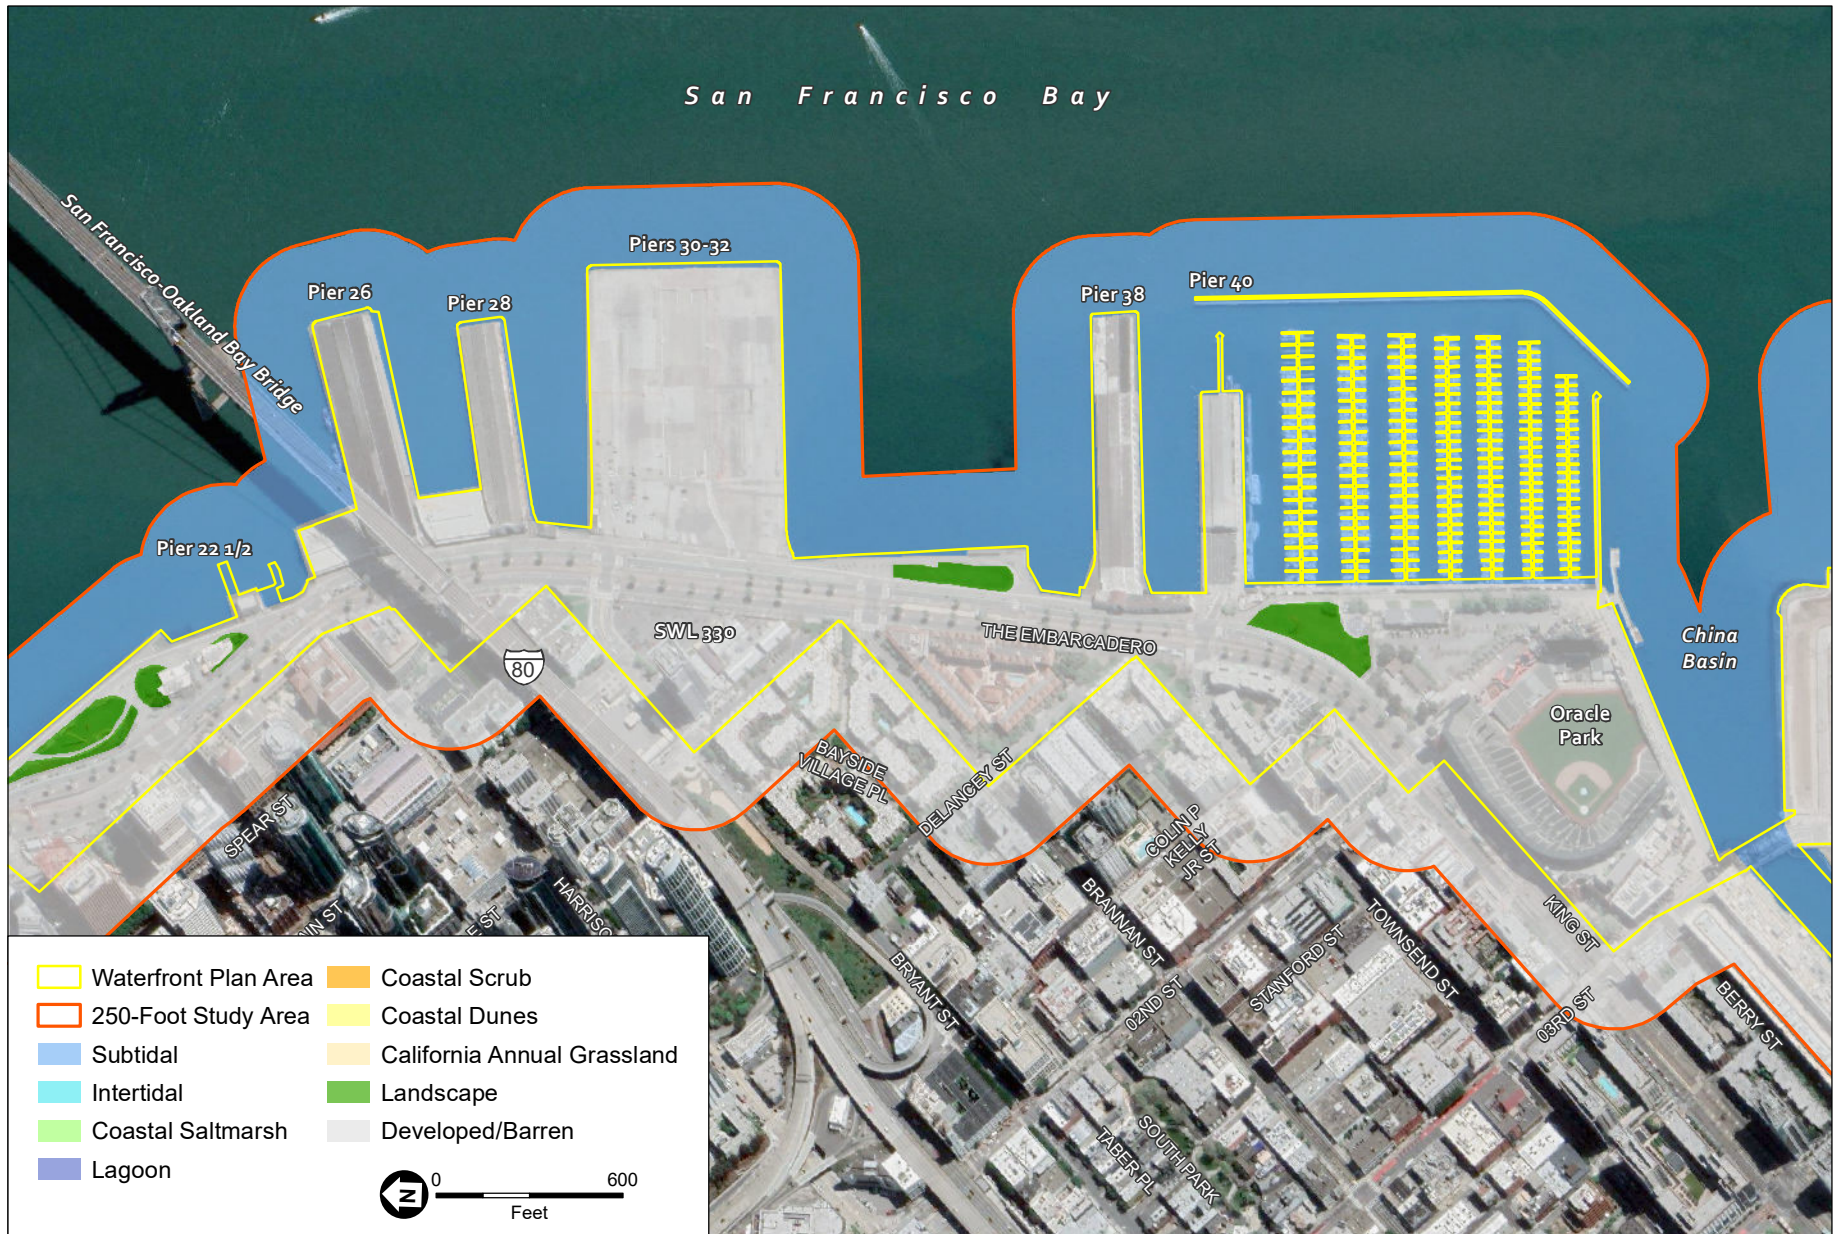 San Francisco Bay
San Francisco-Oakland Bay Bridge
Piers 30-32
Pier 26
Pier 28
Pier 38
Pier 40
Pier 22 1/2
SWL 330
THE EMBARCADERO
80
China
Basin
Oracle
Park
BAYSIDE
VILLAGE PL
DELANCEY ST
SPEAR ST
COLIN P
KELLY
JR ST
BRANNAN ST
TOWNSEND ST
KING ST
STANFORD ST
BRYANT ST
02ND ST
03RD ST
BERRY ST
SOUTH PARK
TABER PL
Waterfront Plan Area
250-Foot Study Area
Subtidal
Intertidal
Coastal Saltmarsh
Lagoon
Coastal Scrub
Coastal Dunes
California Annual Grassland
Landscape
Developed/Barren
N
0 600
Feet